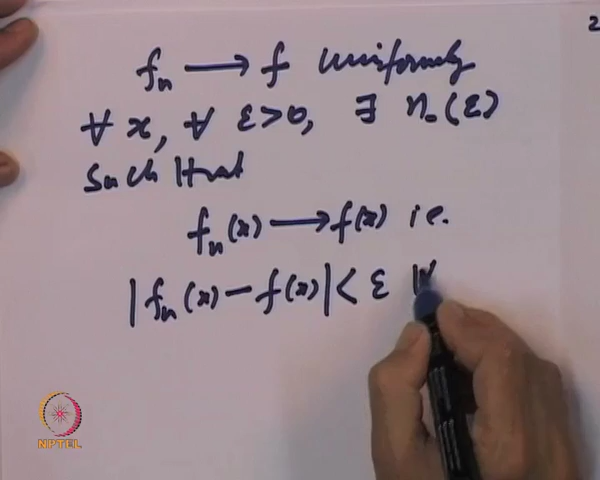 2
fₙ ⟶ f uniformly
∀ x, ∀ ε>0, ∃ n₀(ε)
Such that
fₙ(x) ⟶ f(x) i.e.
|fₙ(x) − f(x)| < ε
NPTEL